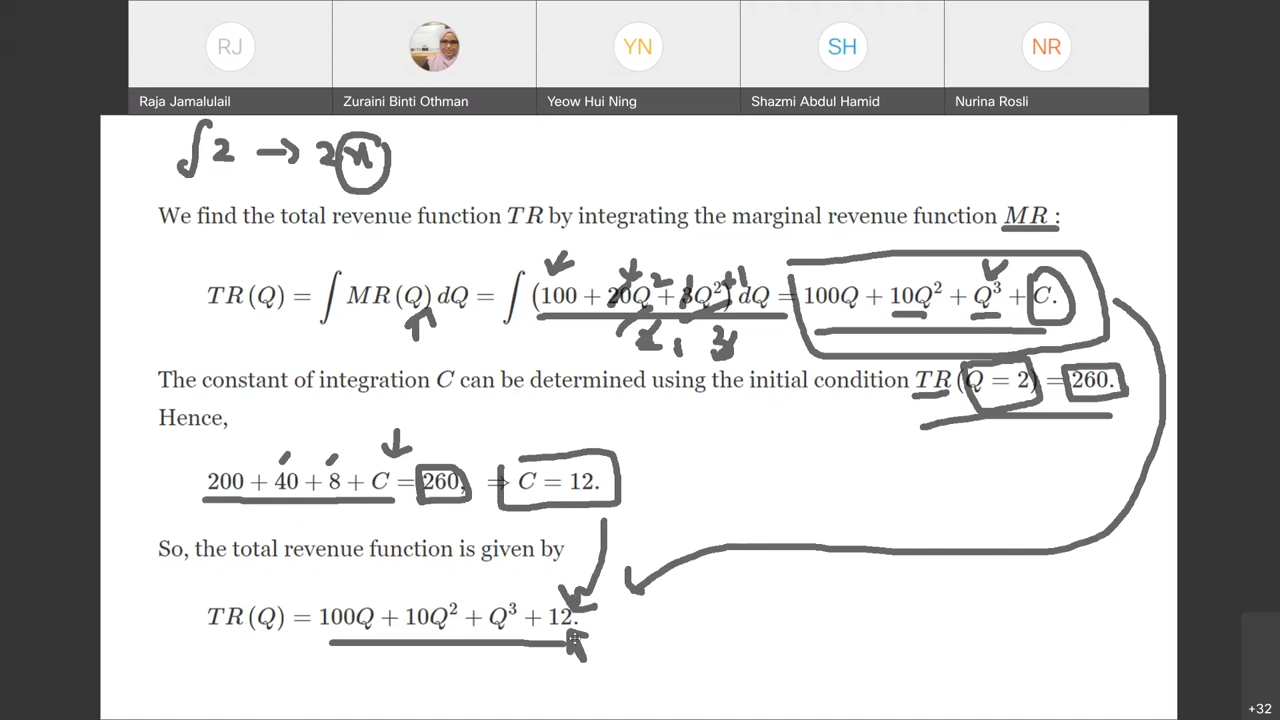 RJ YN SH NR
Raja Jamalulail Zuraini Binti Othman Yeow Hui Ning Shazmi Abdul Hamid Nurina Rosli
∫2 → 2x
We find the total revenue function TR by integrating the marginal revenue function MR :
TR(Q) = ∫ MR(Q) dQ = ∫ (100 + 20Q + 3Q²) dQ = 100Q + 10Q² + Q³ + C.
2 +1
2 3
The constant of integration C can be determined using the initial condition TR(Q = 2) = 260.
Hence,
200 + 40 + 8 + C = 260, ⇒ C = 12.
So, the total revenue function is given by
TR(Q) = 100Q + 10Q² + Q³ + 12.
+32